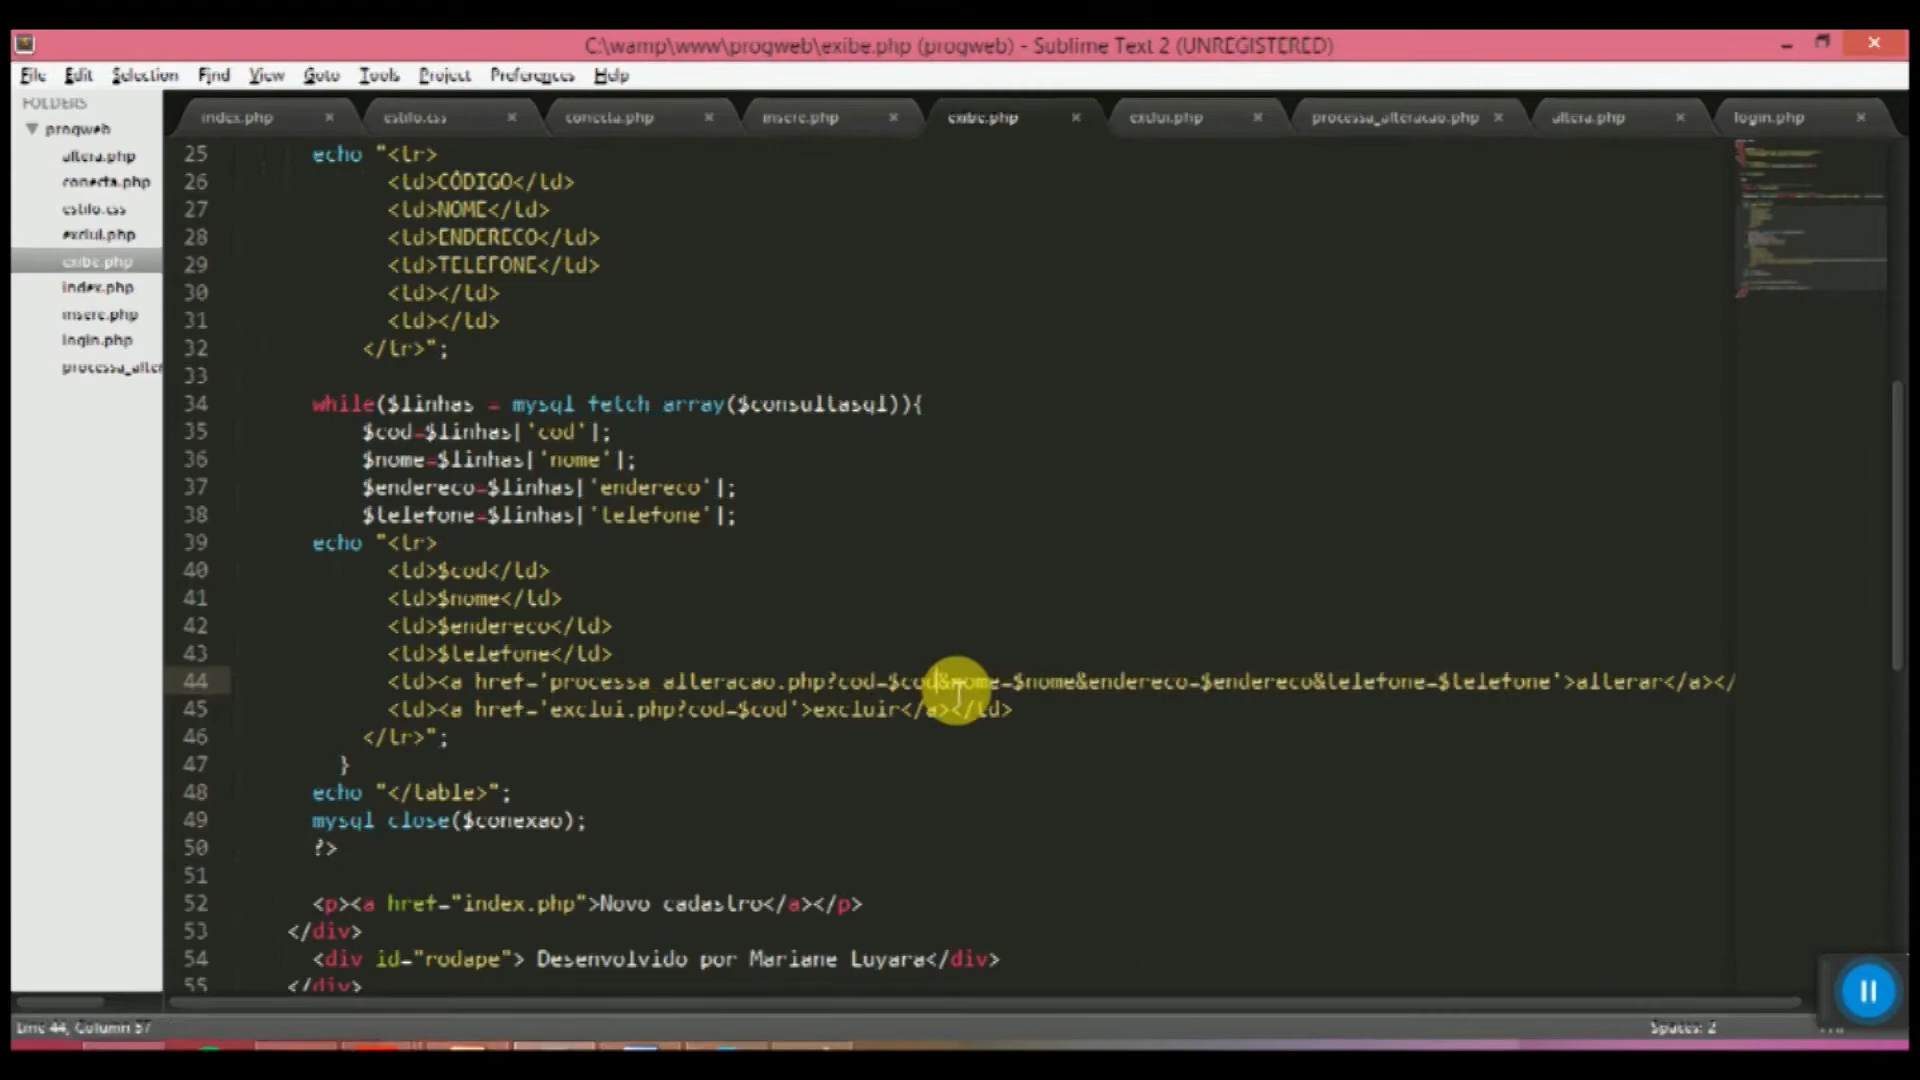 C:\wamp\www\progweb\exibe.php (progweb) - Sublime Text 2 (UNREGISTERED)
File Edit Selection Find View Goto Tools Project Preferences Help
FOLDERS
progweb
altera.php
conecta.php
estilo.css
exclui.php
exibe.php
index.php
insere.php
login.php
processa_alter
index.php × estilo.css × conecta.php × insere.php × exibe.php × exclui.php × processa_alteracao.php × altera.php × login.php ×
25 echo "<tr>
26 <td>CÓDIGO</td>
27 <td>NOME</td>
28 <td>ENDERECO</td>
29 <td>TELEFONE</td>
30 <td></td>
31 <td></td>
32 </tr>";
33
34 while($linhas = mysql_fetch_array($consultasql)){
35 $cod=$linhas['cod'];
36 $nome=$linhas['nome'];
37 $endereco=$linhas['endereco'];
38 $telefone=$linhas['telefone'];
39 echo "<tr>
40 <td>$cod</td>
41 <td>$nome</td>
42 <td>$endereco</td>
43 <td>$telefone</td>
44 <td><a href='processa_alteracao.php?cod=$cod&nome=$nome&endereco=$endereco&telefone=$telefone'>alterar</a></
45 <td><a href='exclui.php?cod=$cod'>excluir</a></td>
46 </tr>";
47 }
48 echo "</table>";
49 mysql_close($conexao);
50 ?>
51
52 <p><a href="index.php">Novo cadastro</a></p>
53 </div>
54 <div id="rodape"> Desenvolvido por Mariane Luyara</div>
55 </div>
Line 44, Column 57
Spaces: 2